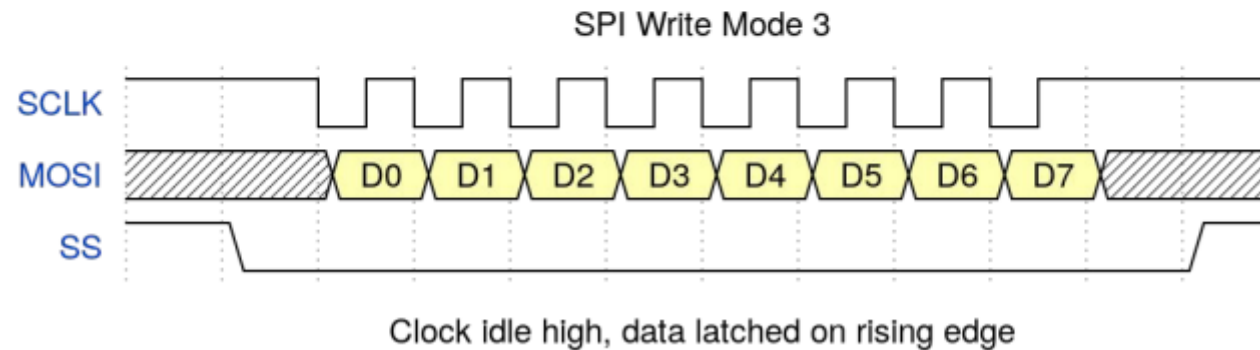 SPI Write Mode 3
SCLK
MOSI D0 D1 D2 D3 D4 D5 D6 D7
SS
Clock idle high, data latched on rising edge